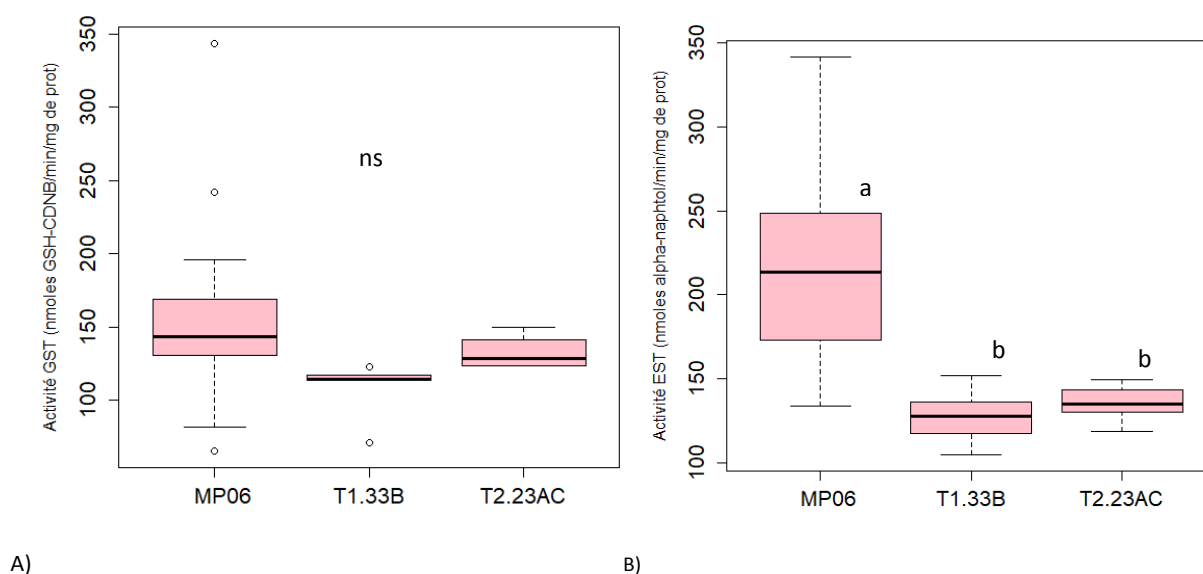 Activité GST (nmoles GSH-CDNB/min/mg de prot)
350
300
250
200
150
100
ns
MP06
T1.33B
T2.23AC
A)
Activité EST (nmoles alpha-naphtol/min/mg de prot)
350
300
250
200
150
100
a
b
b
MP06
T1.33B
T2.23AC
B)